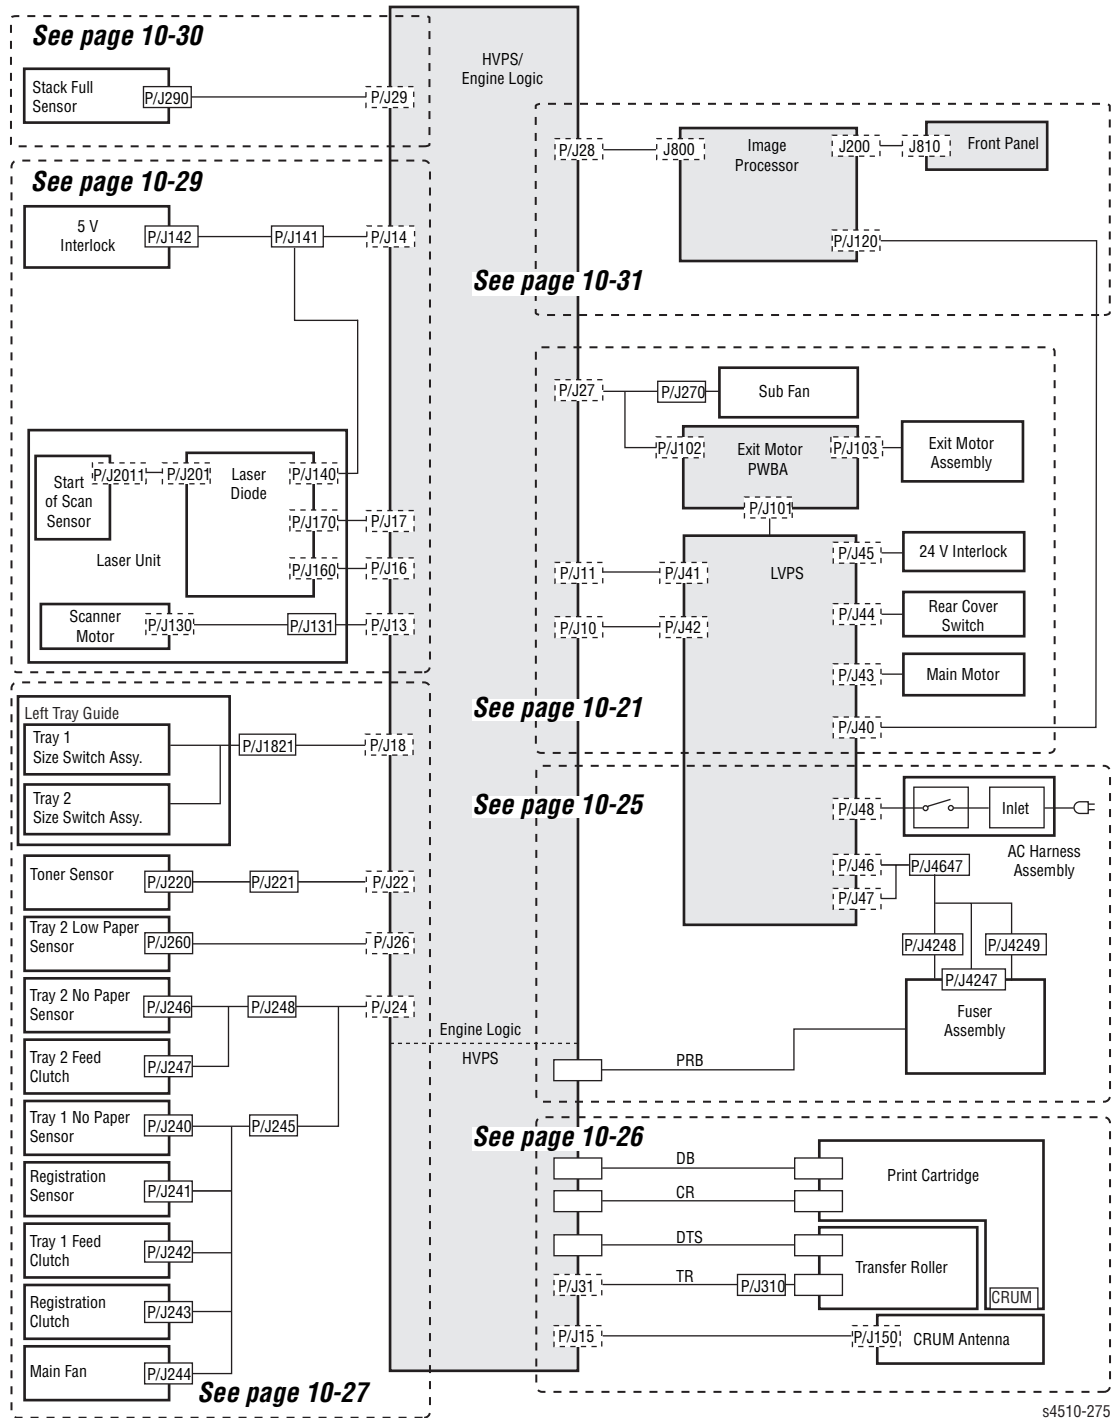 See page 10-30
Stack Full
Sensor
P/J290
P/J29
See page 10-29
5 V
Interlock
P/J142
P/J141
P/J14
Start
of Scan
Sensor
P/J2011
P/J201
Laser
Diode
P/J140
P/J170
P/J17
Laser Unit
P/J160
P/J16
Scanner
Motor
P/J130
P/J131
P/J13
Left Tray Guide
Tray 1
Size Switch Assy.
Tray 2
Size Switch Assy.
P/J1821
P/J18
Toner Sensor
P/J220
P/J221
P/J22
Tray 2 Low Paper
Sensor
P/J260
P/J26
Tray 2 No Paper
Sensor
P/J246
P/J248
P/J24
Tray 2 Feed
Clutch
P/J247
Tray 1 No Paper
Sensor
P/J240
P/J245
Registration
Sensor
P/J241
Tray 1 Feed
Clutch
P/J242
Registration
Clutch
P/J243
Main Fan
P/J244
See page 10-27
HVPS/
Engine Logic
Engine Logic
HVPS
P/J28
J800
Image
Processor
J200
J810
Front Panel
P/J120
See page 10-31
P/J27
P/J270
Sub Fan
P/J102
Exit Motor
PWBA
P/J103
Exit Motor
Assembly
P/J101
P/J11
P/J41
LVPS
P/J45
24 V Interlock
P/J10
P/J42
P/J44
Rear Cover
Switch
P/J43
Main Motor
See page 10-21
P/J40
See page 10-25
P/J48
Inlet
AC Harness
Assembly
P/J46
P/J4647
P/J47
P/J4248
P/J4249
P/J4247
Fuser
Assembly
PRB
See page 10-26
DB
CR
Print Cartridge
DTS
Transfer Roller
P/J31
TR
P/J310
CRUM
P/J15
P/J150
CRUM Antenna
s4510-275